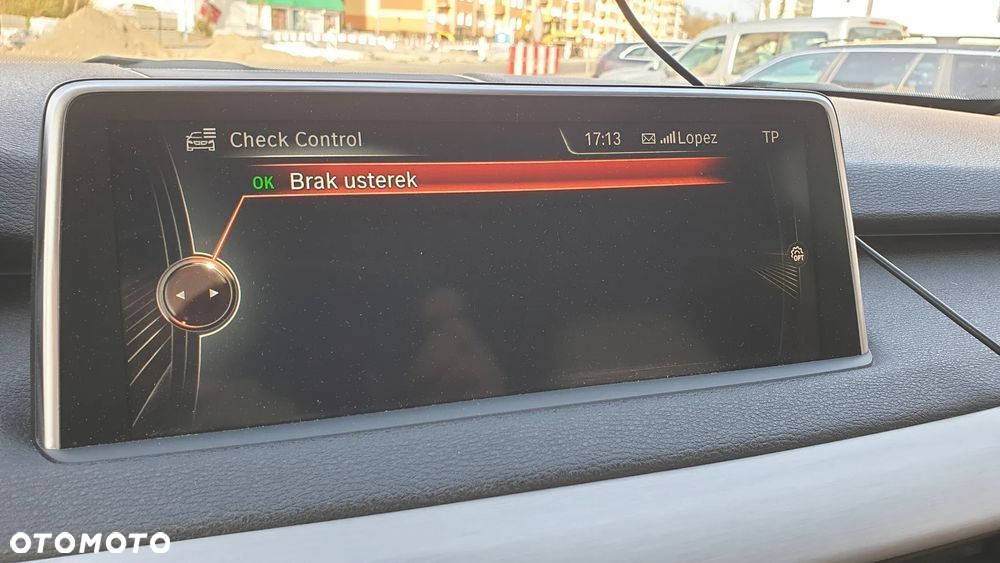 Check Control
17:13 Lopez TP
OK Brak usterek
OPT
OTOMOTO